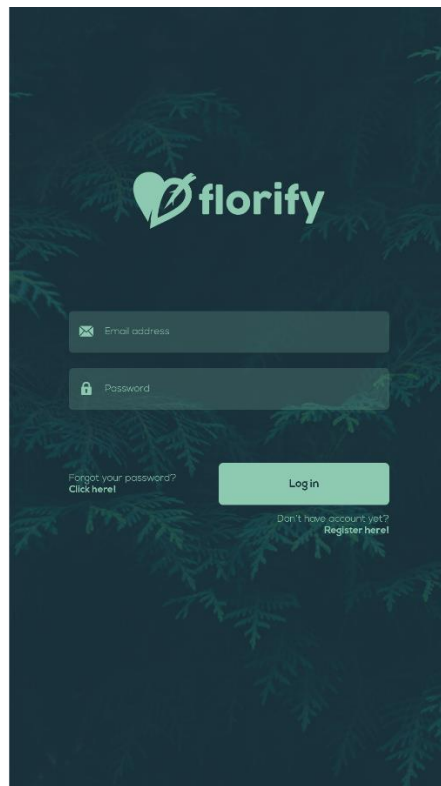 florify
Email address
Password
Forgot your password?
Click here!
Log in
Don't have account yet?
Register here!